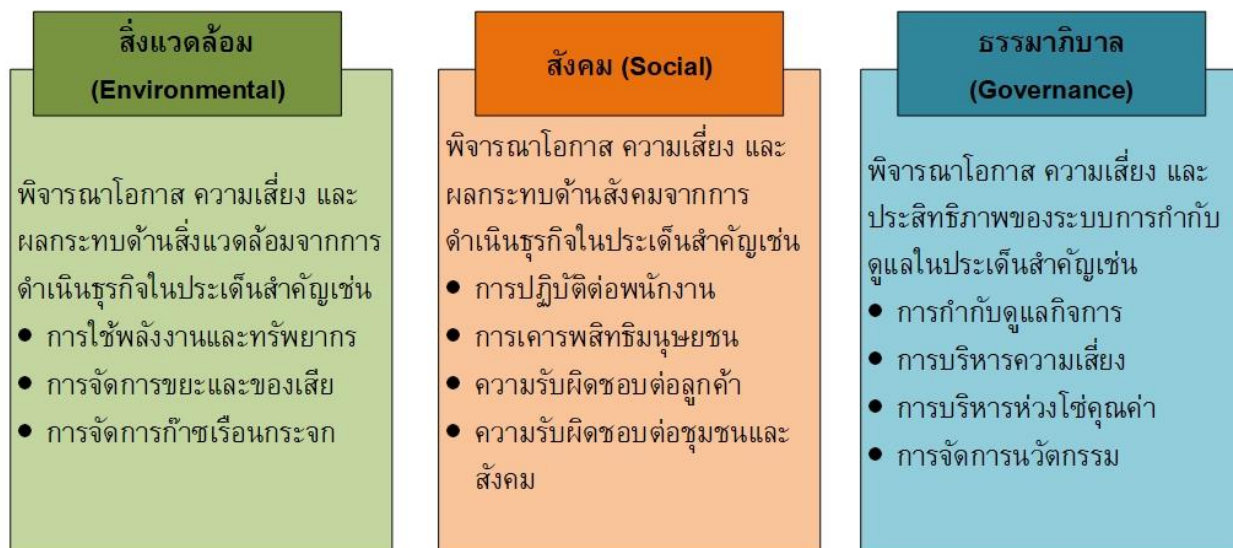 สิ่งแวดล้อม
(Environmental)
พิจารณาโอกาส ความเสี่ยง และ
ผลกระทบด้านสิ่งแวดล้อมจากการ
ดำเนินธุรกิจในประเด็นสำคัญเช่น
● การใช้พลังงานและทรัพยากร
● การจัดการขยะและของเสีย
● การจัดการก๊าซเรือนกระจก
สังคม (Social)
พิจารณาโอกาส ความเสี่ยง และ
ผลกระทบด้านสังคมจากการ
ดำเนินธุรกิจในประเด็นสำคัญเช่น
● การปฏิบัติต่อพนักงาน
● การเคารพสิทธิมนุษยชน
● ความรับผิดชอบต่อลูกค้า
● ความรับผิดชอบต่อชุมชนและ
สังคม
ธรรมาภิบาล
(Governance)
พิจารณาโอกาส ความเสี่ยง และ
ประสิทธิภาพของระบบการกำกับ
ดูแลในประเด็นสำคัญเช่น
● การกำกับดูแลกิจการ
● การบริหารความเสี่ยง
● การบริหารห่วงโซ่คุณค่า
● การจัดการนวัตกรรม